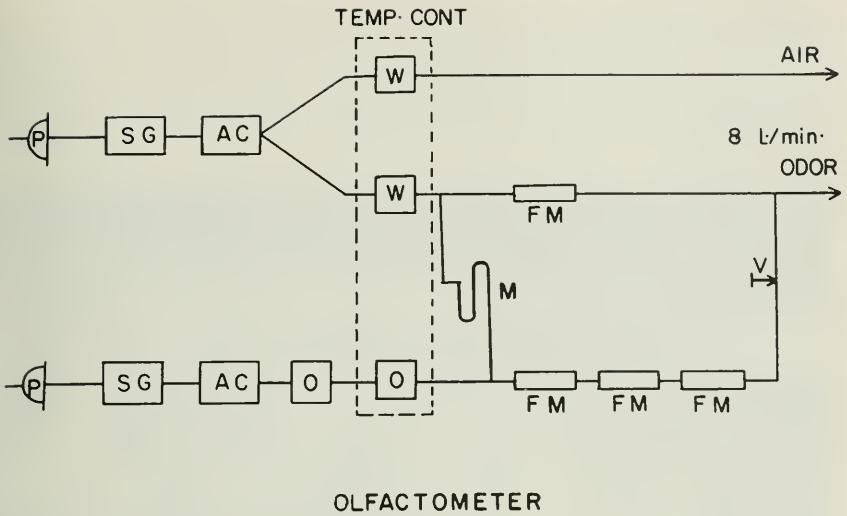 TEMP. CONT
W
AIR
P
SG
AC
8 L./min.
ODOR
W
FM
V
M
P
SG
AC
O
O
FM
FM
FM
OLFACTOMETER